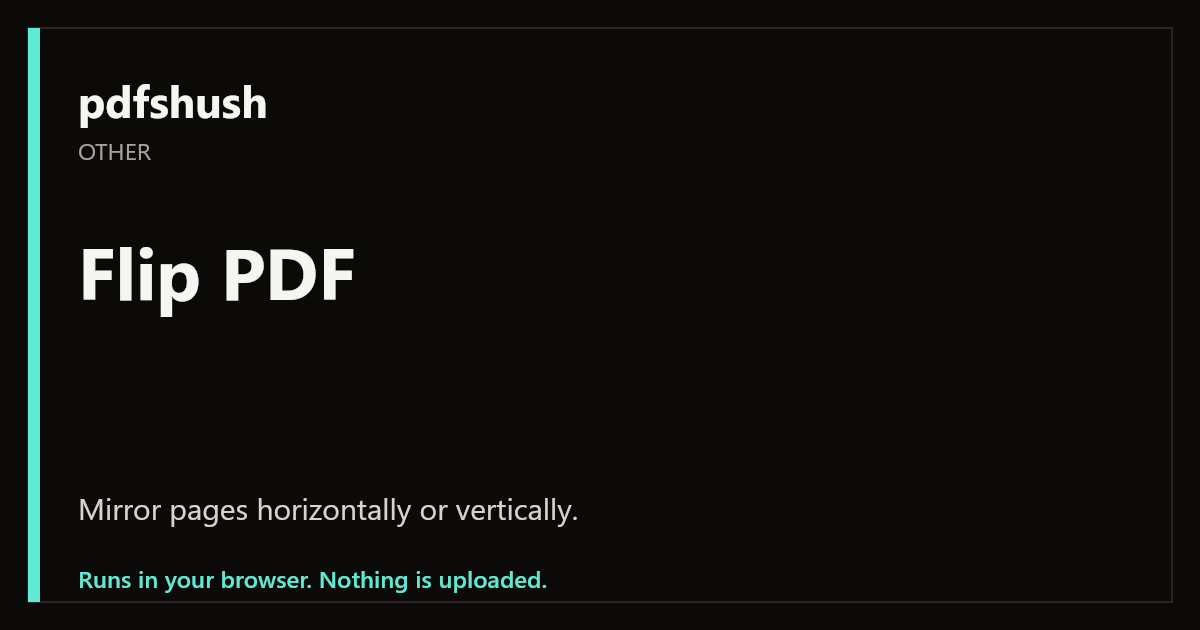 pdfshush
OTHER
Flip PDF
Mirror pages horizontally or vertically.
Runs in your browser. Nothing is uploaded.